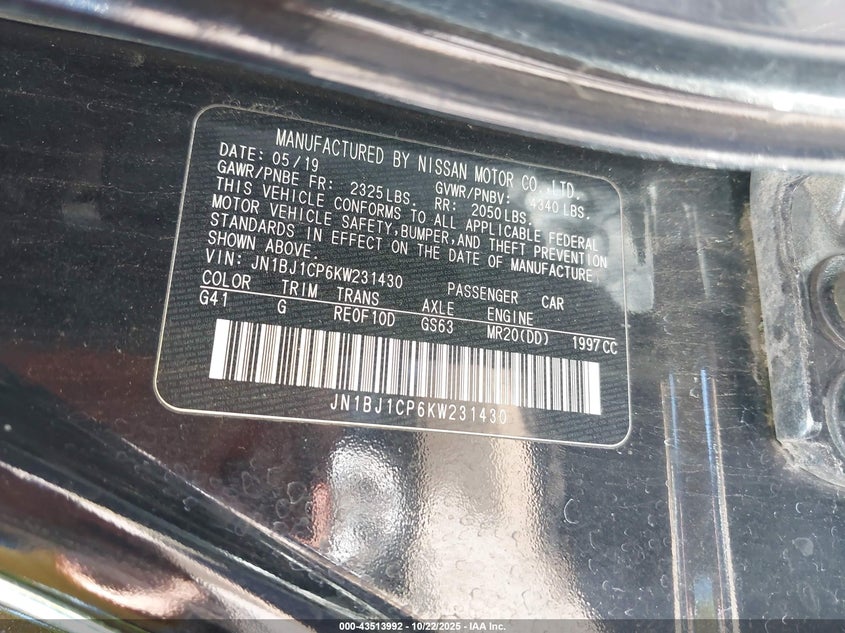 MANUFACTURED BY NISSAN MOTOR CO.,LTD.
DATE: 05/19 GVWR/PNBV: 4340 LBS.
GAWR/PNBE FR: 2325 LBS. RR: 2050 LBS.
THIS VEHICLE CONFORMS TO ALL APPLICABLE FEDERAL
MOTOR VEHICLE SAFETY,BUMPER,AND THEFT PREVENTION
STANDARDS IN EFFECT ON THE DATE OF MANUFACTURE
SHOWN ABOVE.
VIN: JN1BJ1CP6KW231430 PASSENGER CAR
COLOR TRIM TRANS AXLE ENGINE
G41 G RE0F10D GS63 MR20(DD) 1997 CC
JN1BJ1CP6KW231430
000-43513992 - 10/22/2025 - IAA Inc.